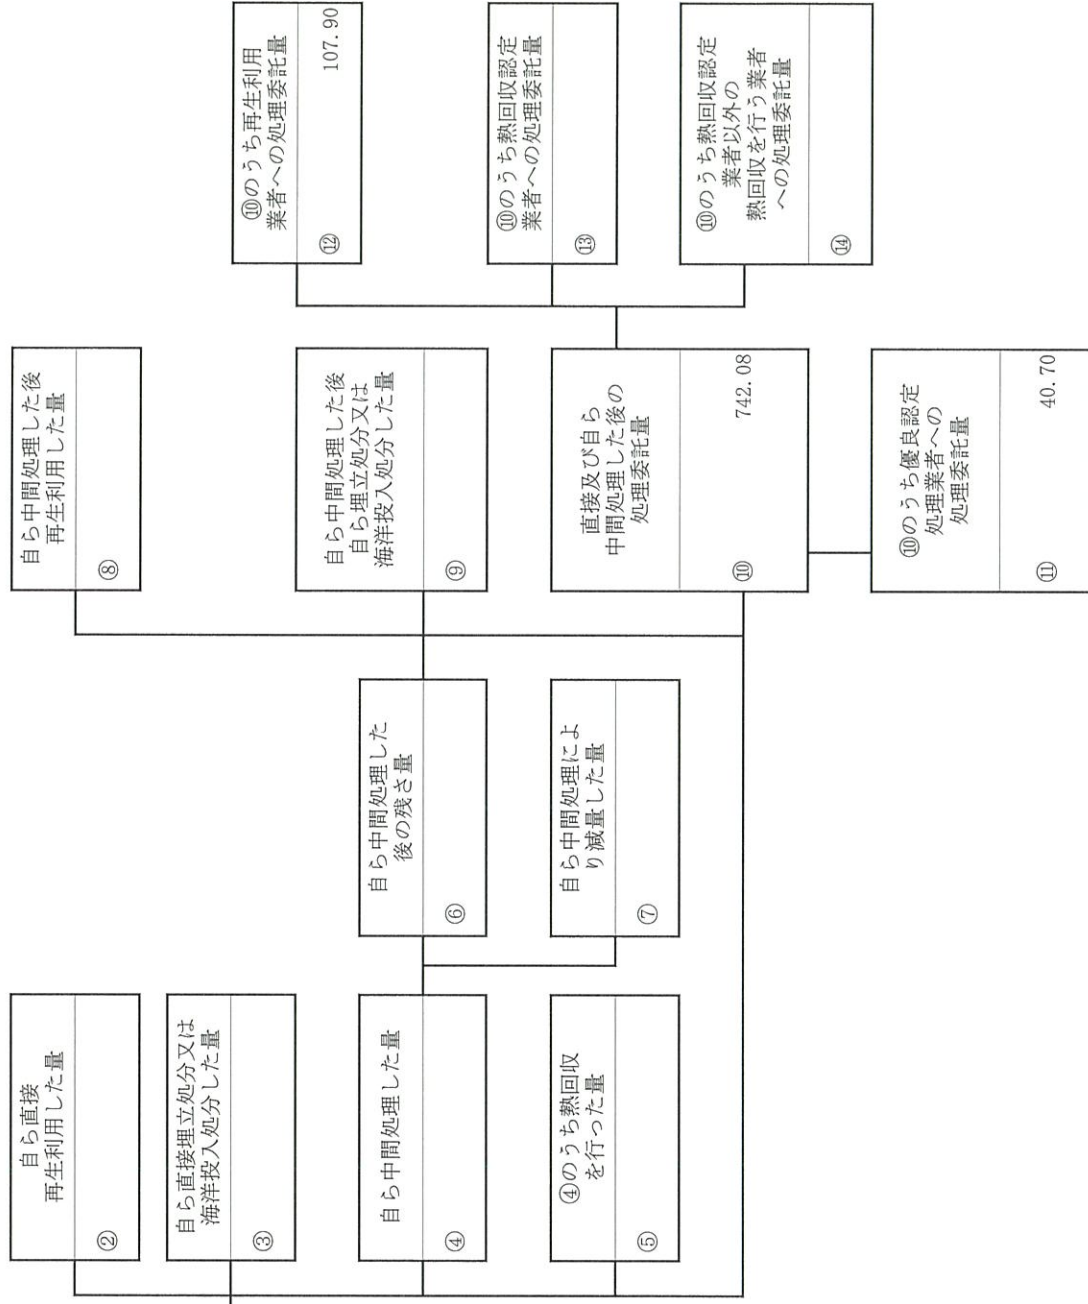 自ら直接
再生利用した量
②
自ら直接埋立処分又は
海洋投入処分した量
③
自ら中間処理した量
④
④のうち熱回収
を行った量
⑤
自ら中間処理した
後の残さ量
⑥
自ら中間処理によ
り減量した量
⑦
自ら中間処理した後
再生利用した量
⑧
自ら中間処理した後
自ら埋立処分又は
海洋投入処分した量
⑨
直接及び自ら
中間処理した後の
処理委託量
⑩ 742.08
⑩のうち優良認定
処理業者への
処理委託量
⑪ 40.70
⑩のうち再生利用
業者への処理委託量
⑫ 107.90
⑩のうち熱回収認定
業者への処理委託量
⑬
⑩のうち熱回収認定
業者以外の
熱回収を行う業者
への処理委託量
⑭